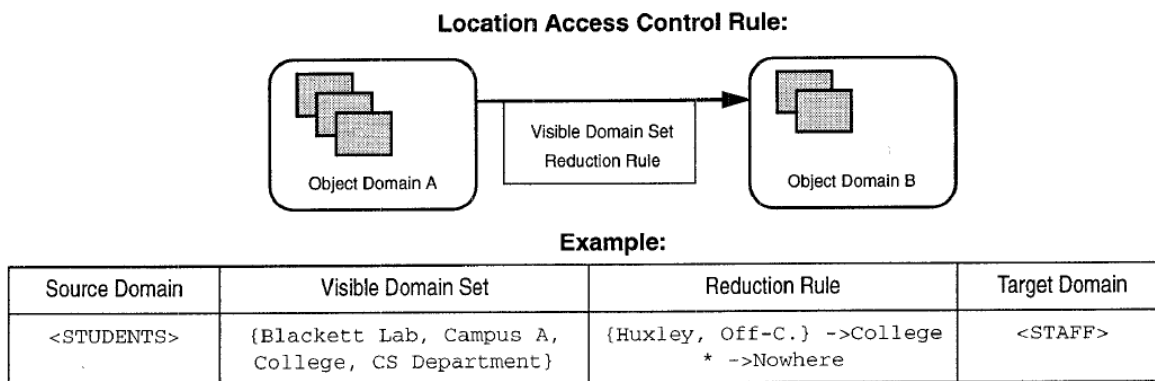 Location Access Control Rule:
Object Domain A
Visible Domain Set
Reduction Rule
Object Domain B
Example:
Source Domain
Visible Domain Set
Reduction Rule
Target Domain
<STUDENTS>
{Blackett Lab, Campus A,
College, CS Department}
{Huxley, Off-C.} ->College
* ->Nowhere
<STAFF>